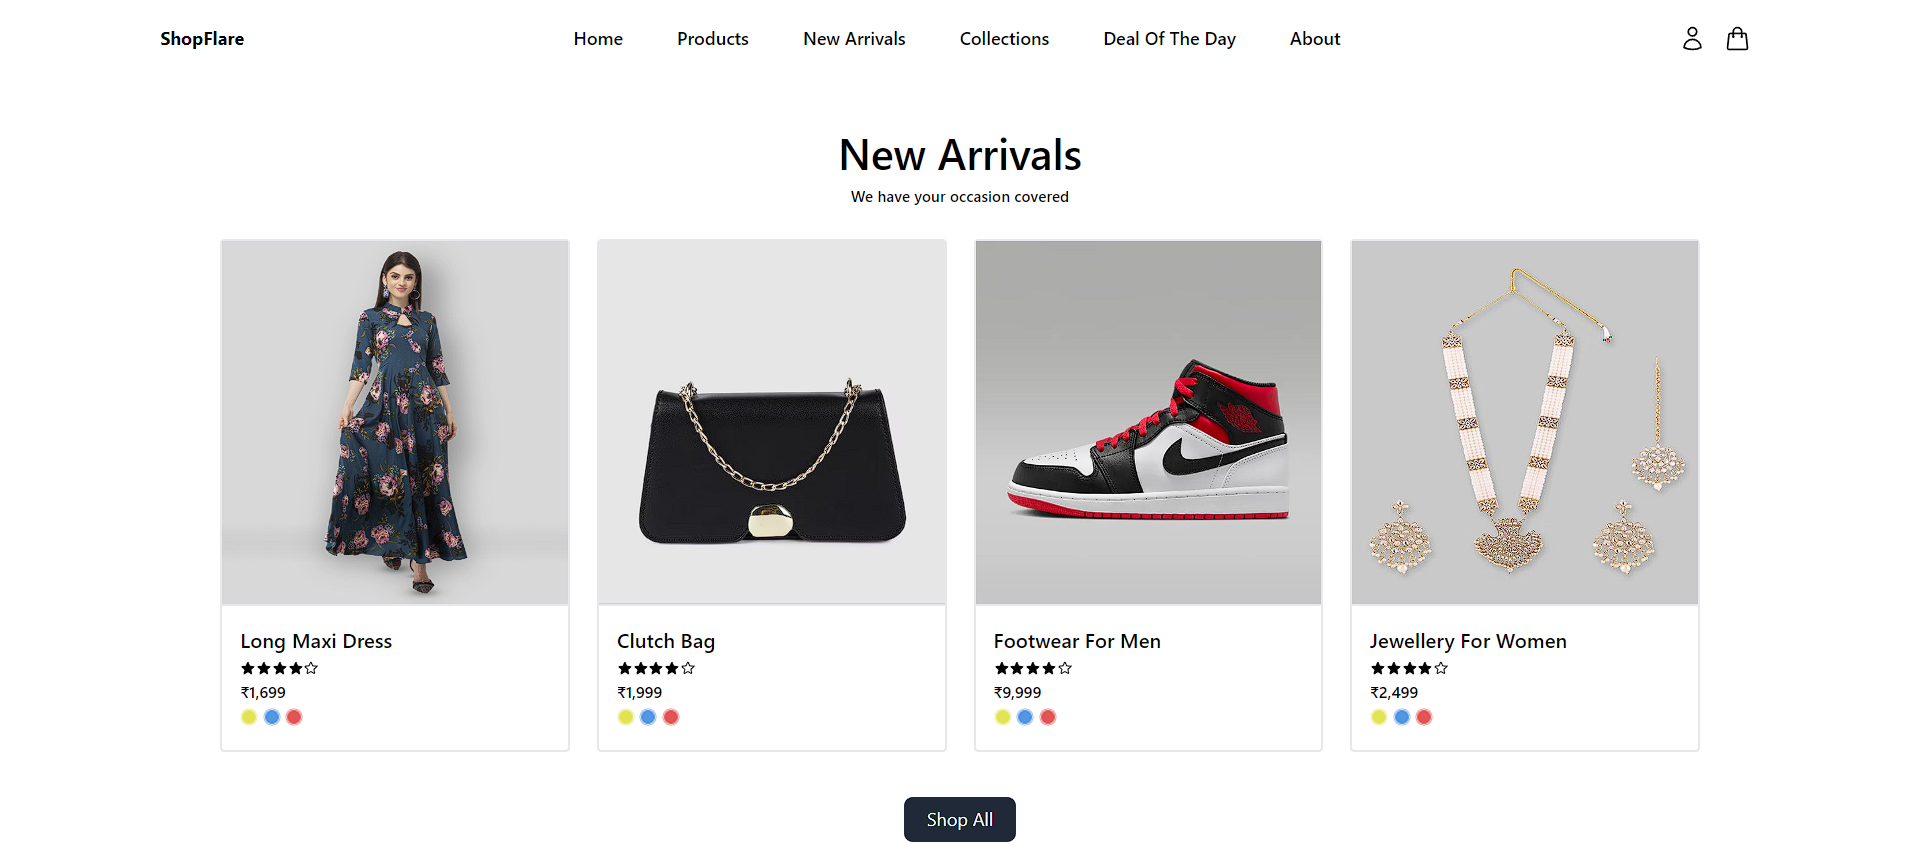 ShopFlare
Home Products New Arrivals Collections Deal Of The Day About
New Arrivals
We have your occasion covered
Long Maxi Dress
₹1,699
Clutch Bag
₹1,999
Footwear For Men
₹9,999
Jewellery For Women
₹2,499
Shop All